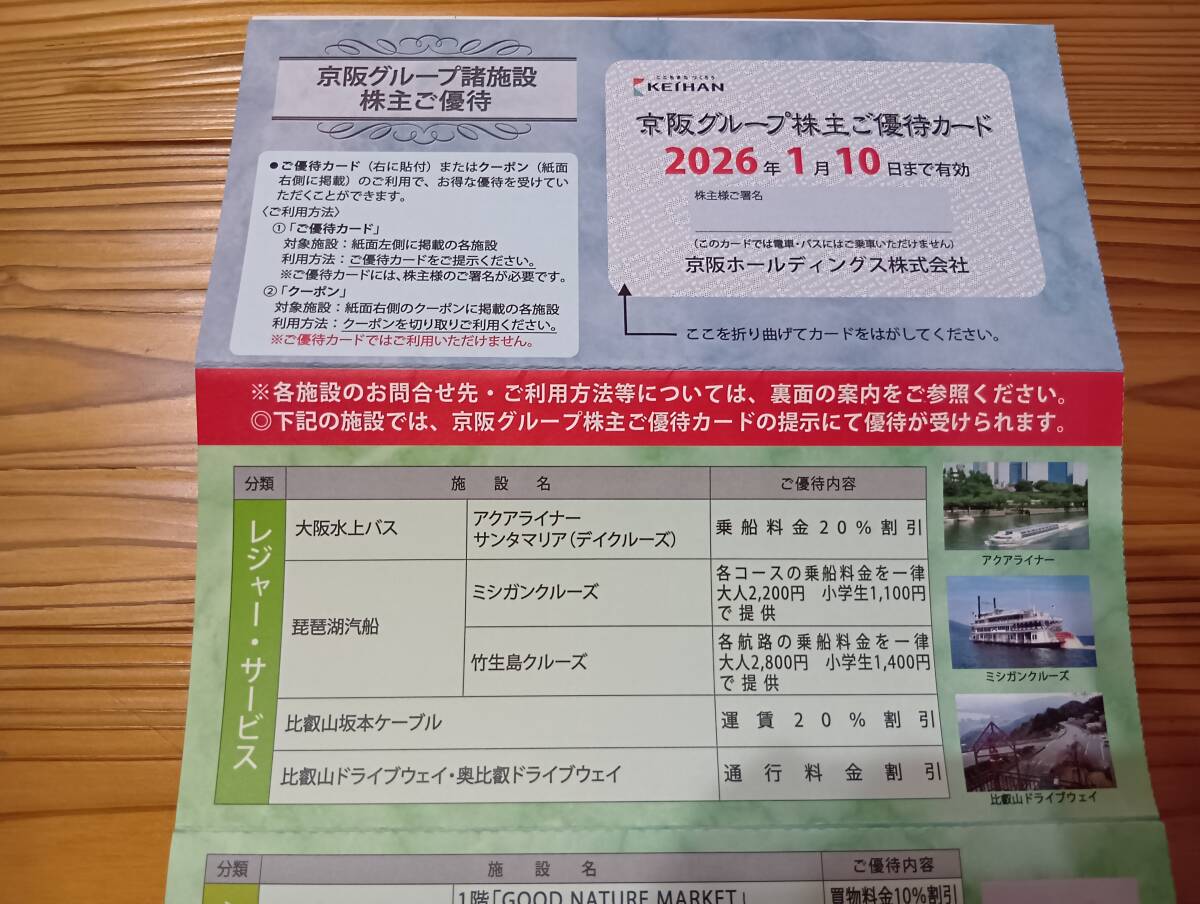 京阪グループ諸施設
株主ご優待
●ご優待カード（右に貼付）またはクーポン（紙面
右側に掲載）のご利用で、お得な優待を受けてい
ただくことができます。
〈ご利用方法〉
①「ご優待カード」
対象施設：紙面左側に掲載の各施設
利用方法：ご優待カードをご提示ください。
※ご優待カードには、株主様のご署名が必要です。
②「クーポン」
対象施設：紙面右側のクーポンに掲載の各施設
利用方法：クーポンを切り取りご利用ください。
※ご優待カードではご利用いただけません。
こころまち つくろう
KEIHAN
京阪グループ株主ご優待カード
2026年1月10日まで有効
株主様ご署名
（このカードでは電車・バスにはご乗車いただけません）
京阪ホールディングス株式会社
ここを折り曲げてカードをはがしてください。
※各施設のお問合せ先・ご利用方法等については、裏面の案内をご参照ください。
◎下記の施設では、京阪グループ株主ご優待カードの提示にて優待が受けられます。
分類 施設名 ご優待内容
レジャー・サービス
大阪水上バス
アクアライナー
サンタマリア（デイクルーズ）
乗船料金20％割引
琵琶湖汽船
ミシガンクルーズ
各コースの乗船料金を一律
大人2,200円 小学生1,100円
で提供
竹生島クルーズ
各航路の乗船料金を一律
大人2,800円 小学生1,400円
で提供
比叡山坂本ケーブル
運賃20％割引
比叡山ドライブウェイ・奥比叡ドライブウェイ
通行料金割引
アクアライナー
ミシガンクルーズ
比叡山ドライブウェイ
分類 施設名 ご優待内容
1階「GOOD NATURE MARKET」
買物料金10％割引